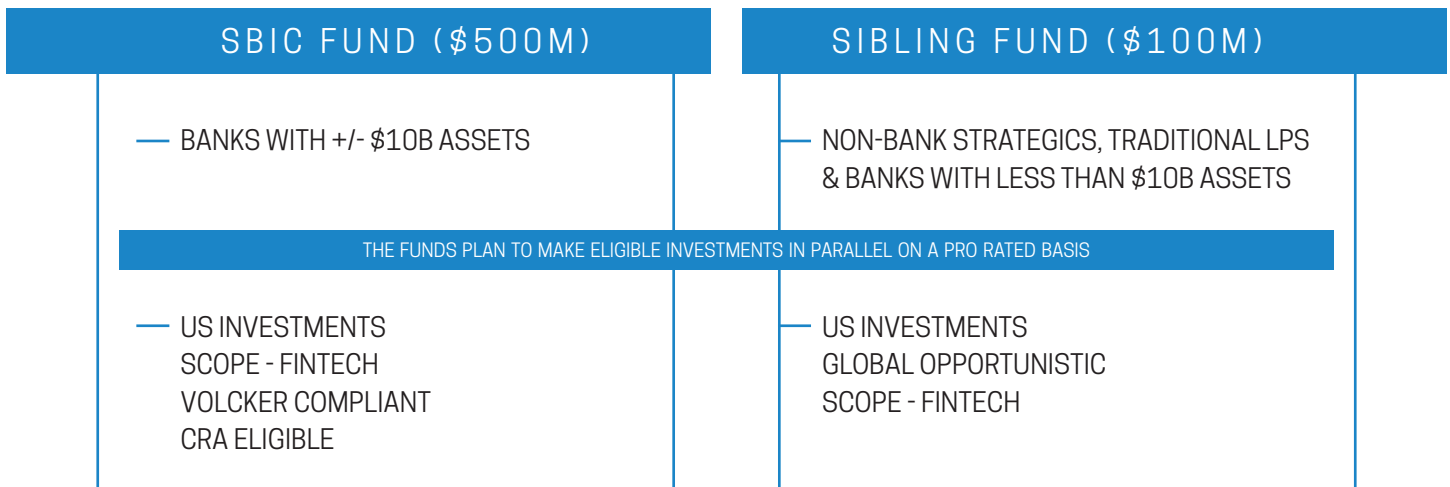 SBIC FUND ($500M)
SIBLING FUND ($100M)
BANKS WITH +/- $10B ASSETS
NON-BANK STRATEGICS, TRADITIONAL LPS
& BANKS WITH LESS THAN $10B ASSETS
THE FUNDS PLAN TO MAKE ELIGIBLE INVESTMENTS IN PARALLEL ON A PRO RATED BASIS
US INVESTMENTS
SCOPE - FINTECH
VOLCKER COMPLIANT
CRA ELIGIBLE
US INVESTMENTS
GLOBAL OPPORTUNISTIC
SCOPE - FINTECH